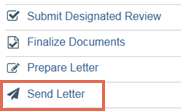 Submit Designated Review
Finalize Documents
Prepare Letter
Send Letter